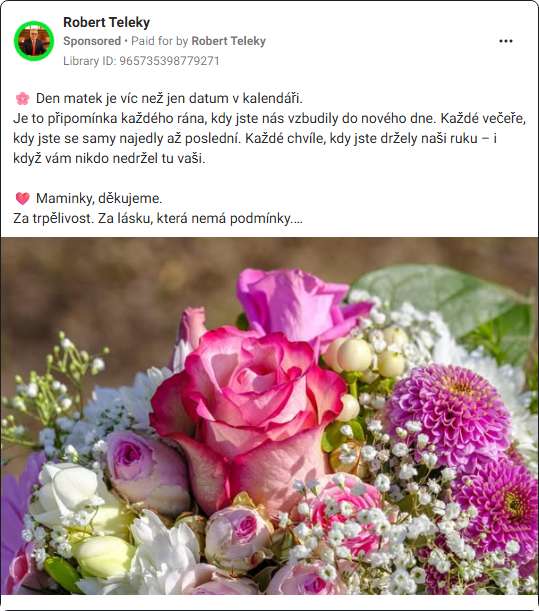 Robert Teleky
Sponsored • Paid for by Robert Teleky
Library ID: 965735398779271
🌸 Den matek je víc než jen datum v kalendáři.
Je to připomínka každého rána, kdy jste nás vzbudily do nového dne. Každé večeře,
kdy jste se samy najedly až poslední. Každé chvíle, kdy jste držely naši ruku – i
když vám nikdo nedržel tu vaši.
💗 Maminky, děkujeme.
Za trpělivost. Za lásku, která nemá podmínky....